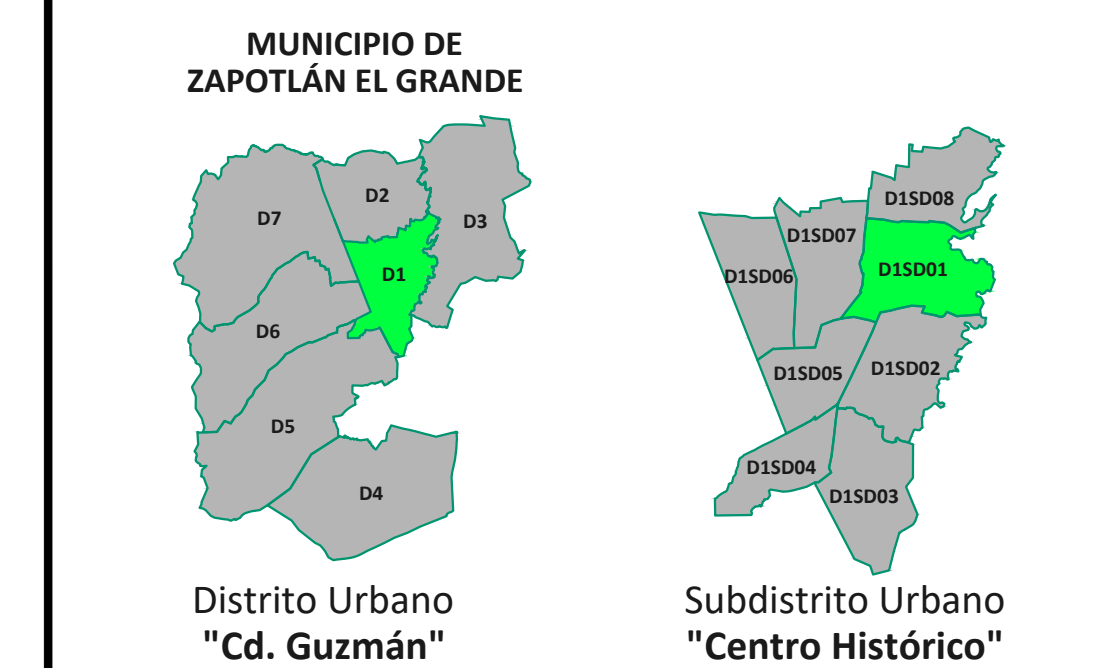 MUNICIPIO DE
ZAPOTLÁN EL GRANDE
D7
D2
D3
D1
D6
D5
D4
Distrito Urbano
"Cd. Guzmán"
D1SD08
D1SD07
D1SD01
D1SD06
D1SD05
D1SD02
D1SD04
D1SD03
Subdistrito Urbano
"Centro Histórico"